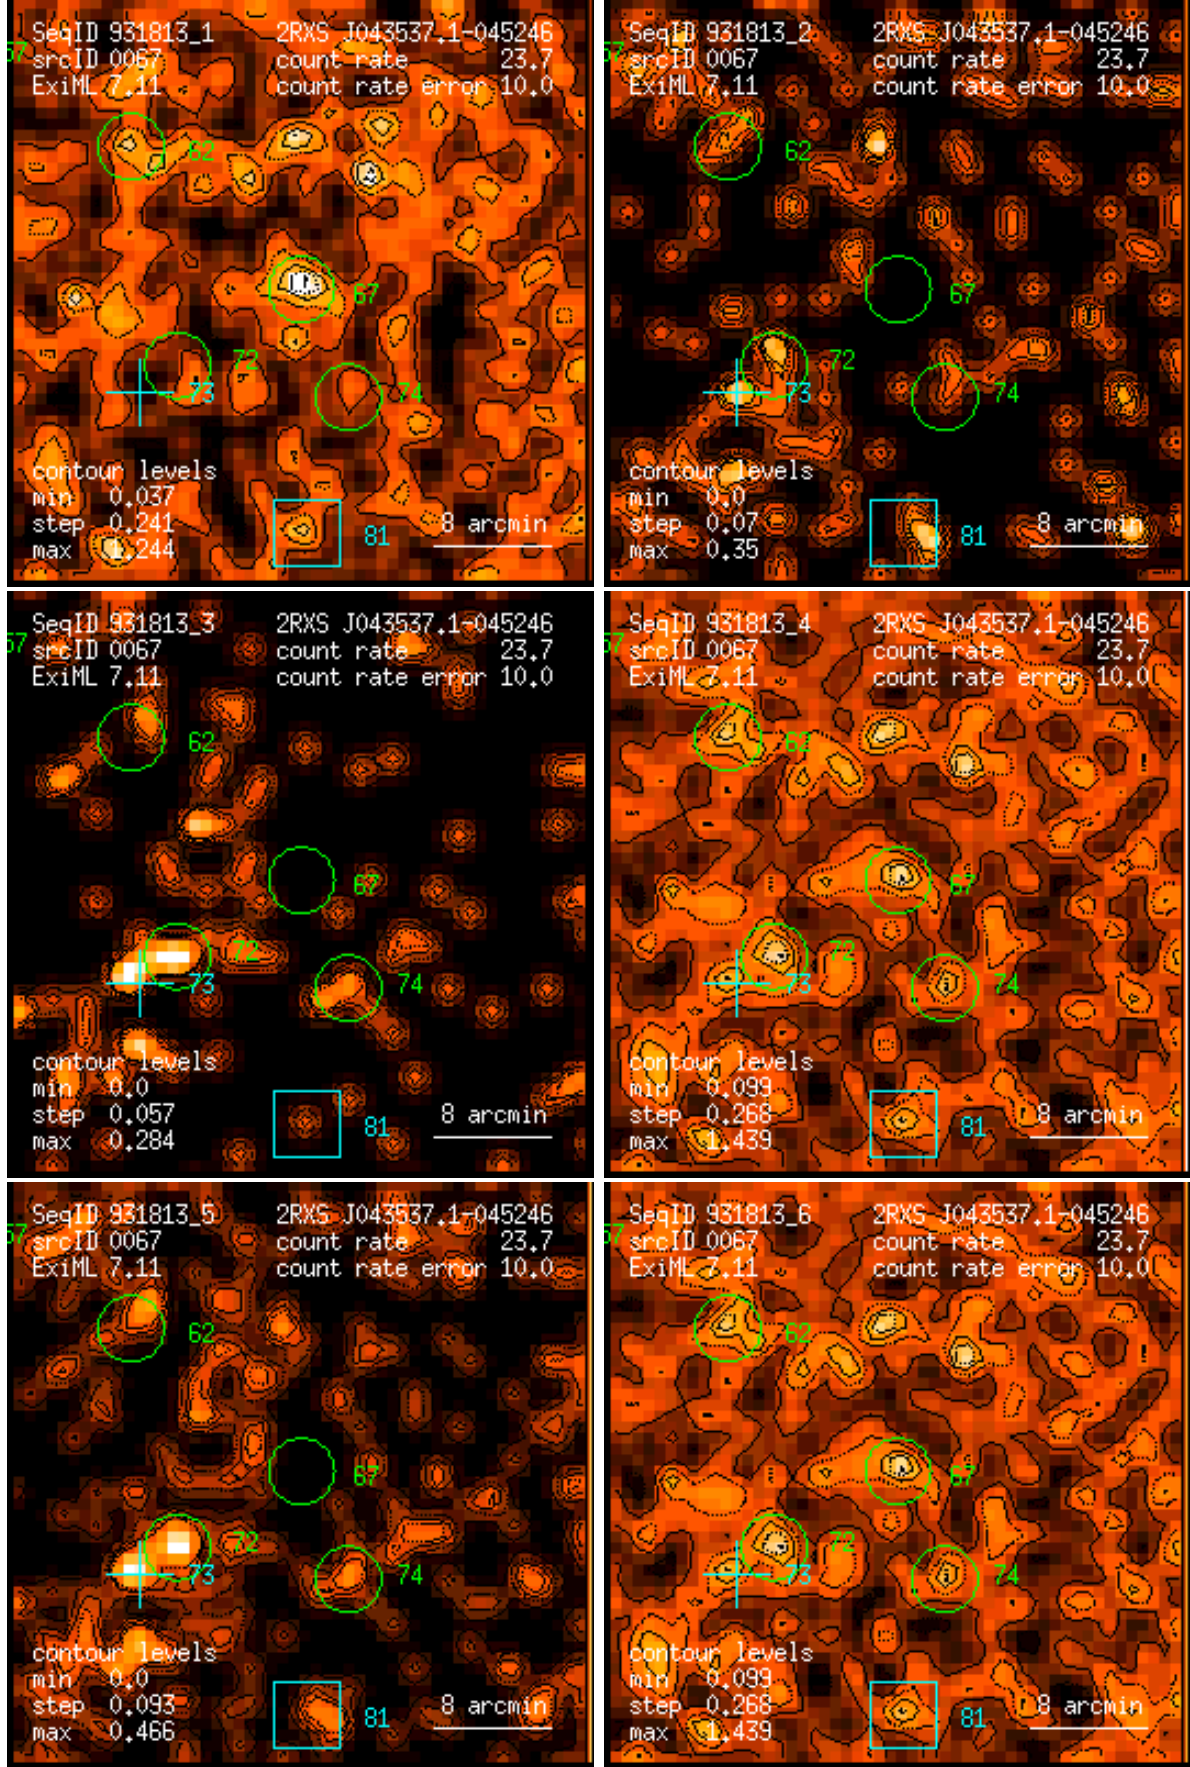 SeqID 931813_1 2RXS J043537.1-045246
57 srcID 0067 count rate 23.7
ExiML 7.11 count rate error 10.0
62
67
72
73 74
contour levels
min 0.037
step 0.241 81 8 arcmin
max 1.244
SeqID 931813_2 2RXS J043537.1-045246
57 srcID 0067 count rate 23.7
ExiML 7.11 count rate error 10.0
62
67
72
73 74
contour levels
min 0.0
step 0.07 81 8 arcmin
max 0.35
SeqID 931813_3 2RXS J043537.1-045246
57 srcID 0067 count rate 23.7
ExiML 7.11 count rate error 10.0
62
67
72
73 74
contour levels
min 0.0
step 0.057 81 8 arcmin
max 0.284
SeqID 931813_4 2RXS J043537.1-045246
57 srcID 0067 count rate 23.7
ExiML 7.11 count rate error 10.0
62
67
72
73 74
contour levels
min 0.099
step 0.268 81 8 arcmin
max 1.439
SeqID 931813_5 2RXS J043537.1-045246
57 srcID 0067 count rate 23.7
ExiML 7.11 count rate error 10.0
62
67
72
73 74
contour levels
min 0.0
step 0.093 81 8 arcmin
max 0.466
SeqID 931813_6 2RXS J043537.1-045246
57 srcID 0067 count rate 23.7
ExiML 7.11 count rate error 10.0
62
67
72
73 74
contour levels
min 0.099
step 0.268 81 8 arcmin
max 1.439